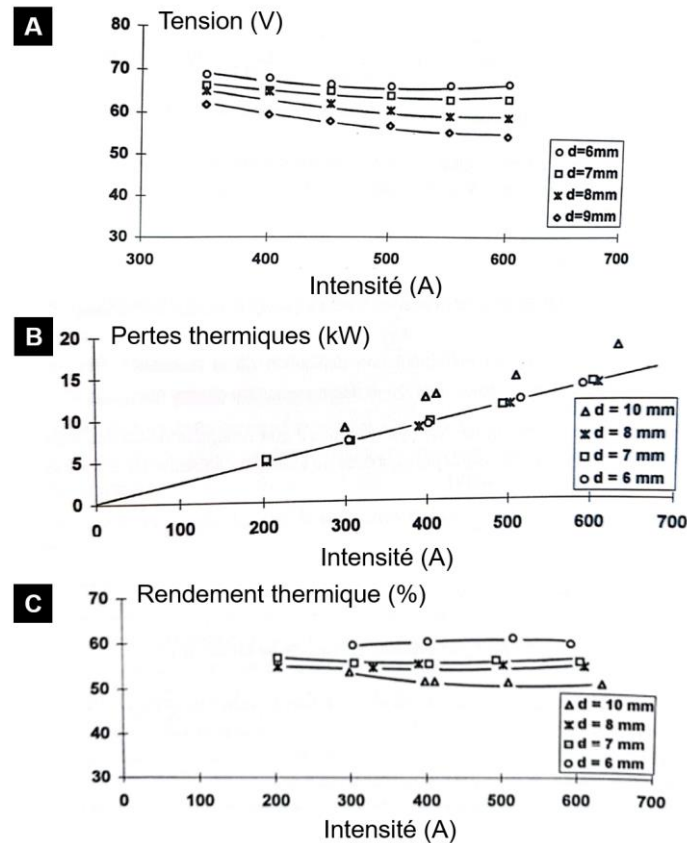 A
Tension (V)
80
70
60
50
40
30
300
400
500
600
700
d=6mm
d=7mm
d=8mm
d=9mm
Intensité (A)
B
Pertes thermiques (kW)
20
15
10
5
0
0
100
200
300
400
500
600
700
d = 10 mm
d = 8 mm
d = 7 mm
d = 6 mm
Intensité (A)
C
Rendement thermique (%)
70
60
50
40
30
0
100
200
300
400
500
600
700
d = 10 mm
d = 8 mm
d = 7 mm
d = 6 mm
Intensité (A)